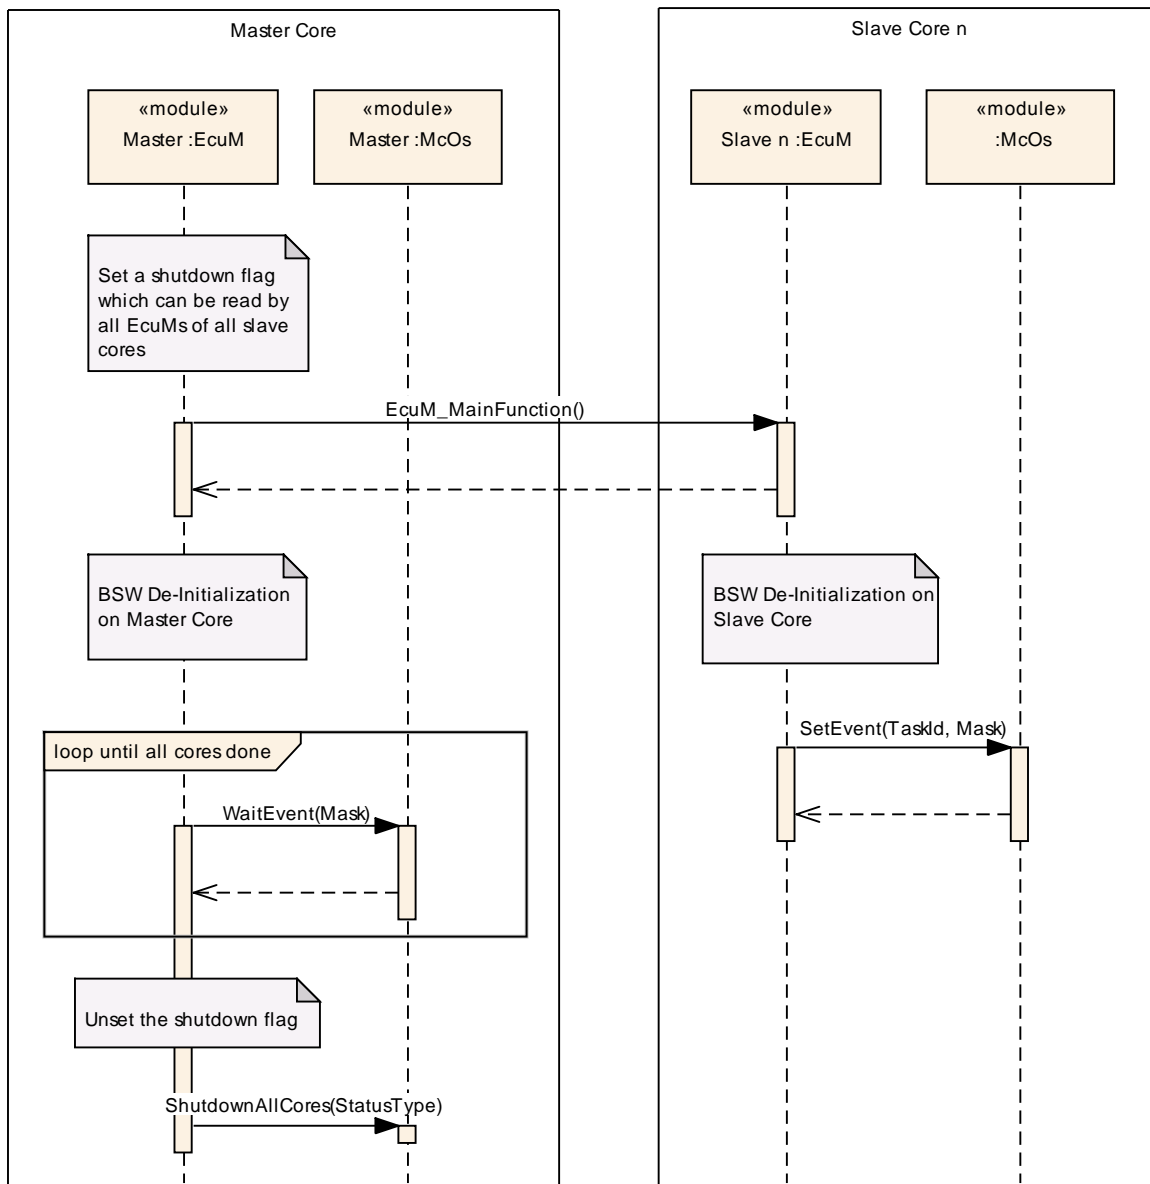 Master Core
Slave Core n
«module»
Master :EcuM
«module»
Master :McOs
«module»
Slave n :EcuM
«module»
:McOs
Set a shutdown flag
which can be read by
all EcuMs of all slave
cores
EcuM_MainFunction()
BSW De-Initialization
on Master Core
BSW De-Initialization on
Slave Core
SetEvent(TaskId, Mask)
loop until all cores done
WaitEvent(Mask)
Unset the shutdown flag
ShutdownAllCores(StatusType)